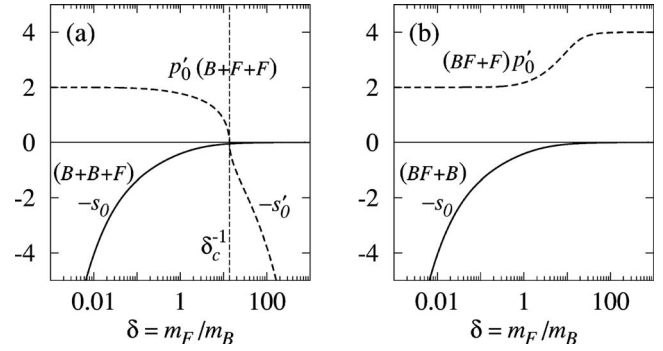 (a)
p′₀ (B+F+F)
(B+B+F)
−s₀
−s′₀
δc⁻¹
4
2
0
-2
-4
0.01
1
100
δ = mF/mB
(b)
(BF+F) p′₀
(BF+B)
−s₀
4
2
0
-2
-4
0.01
1
100
δ = mF/mB